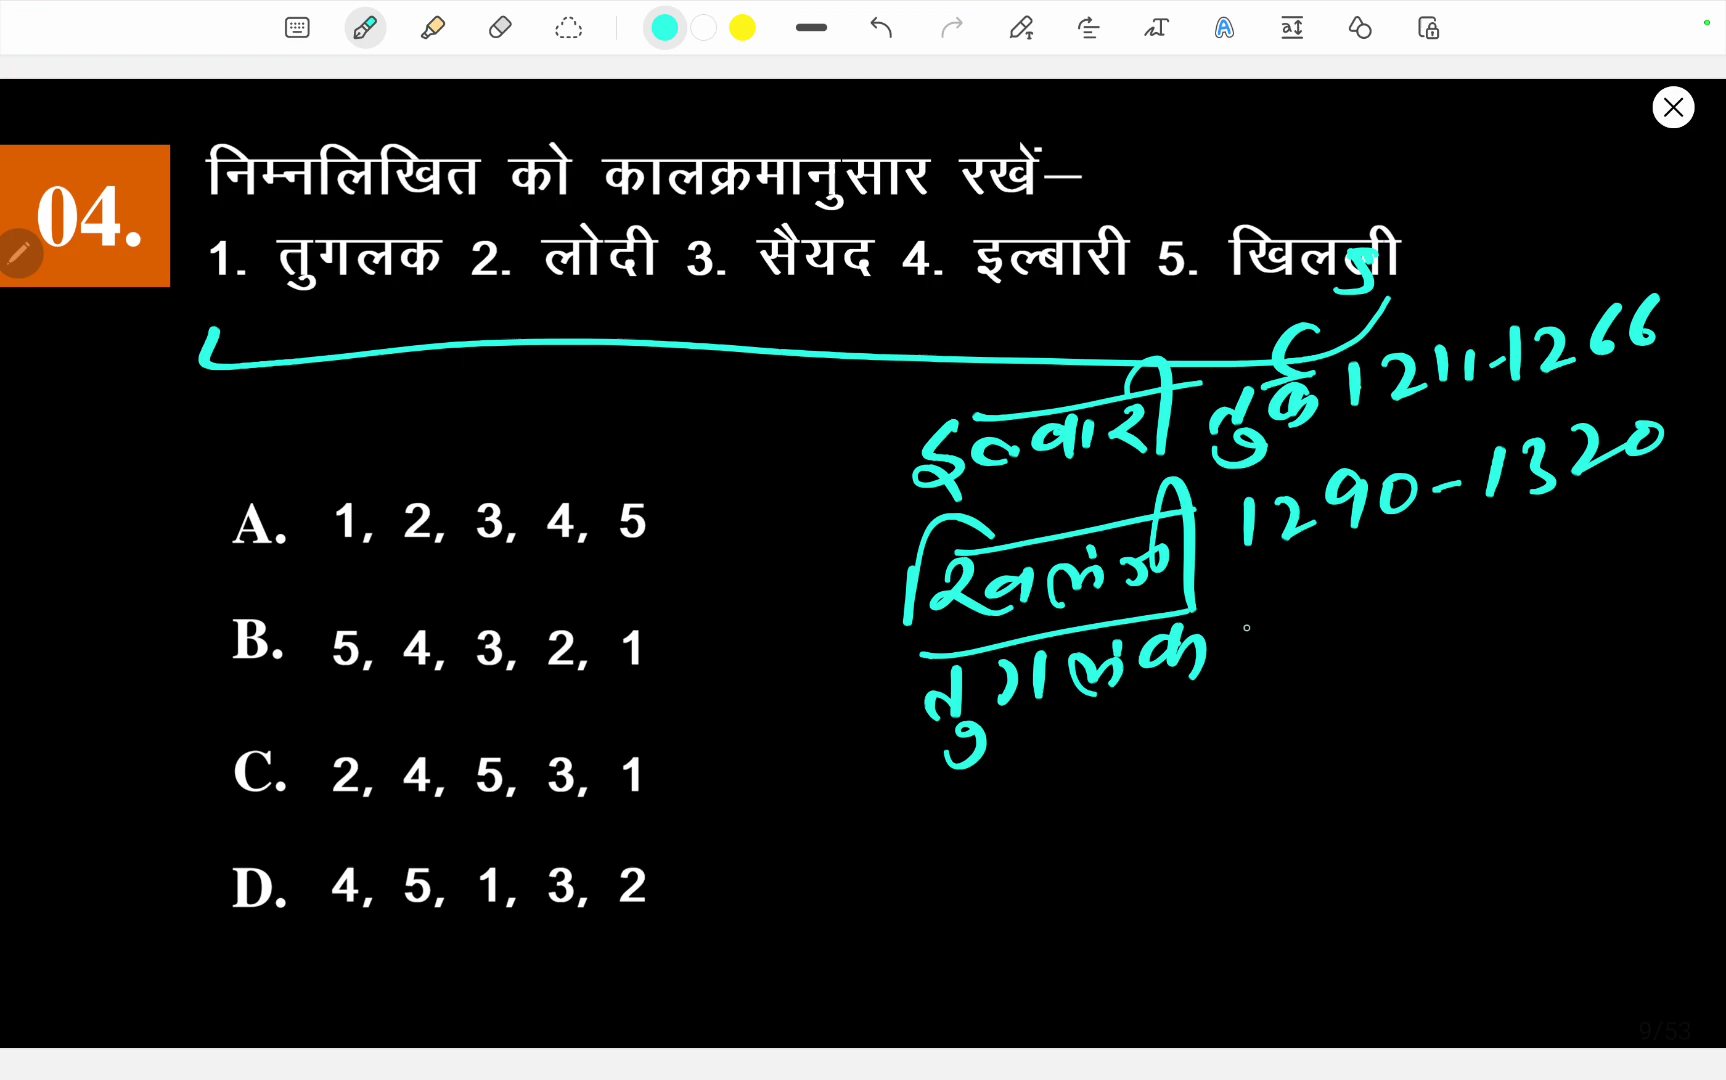 04.
निम्नलिखित को कालक्रमानुसार रखें—
1. तुगलक 2. लोदी 3. सैयद 4. इल्बारी 5. खिलजी
इल्बारी तुर्क 1211-1266
खिलजी 1290-1320
तुगलक
A. 1, 2, 3, 4, 5
B. 5, 4, 3, 2, 1
C. 2, 4, 5, 3, 1
D. 4, 5, 1, 3, 2
9/53